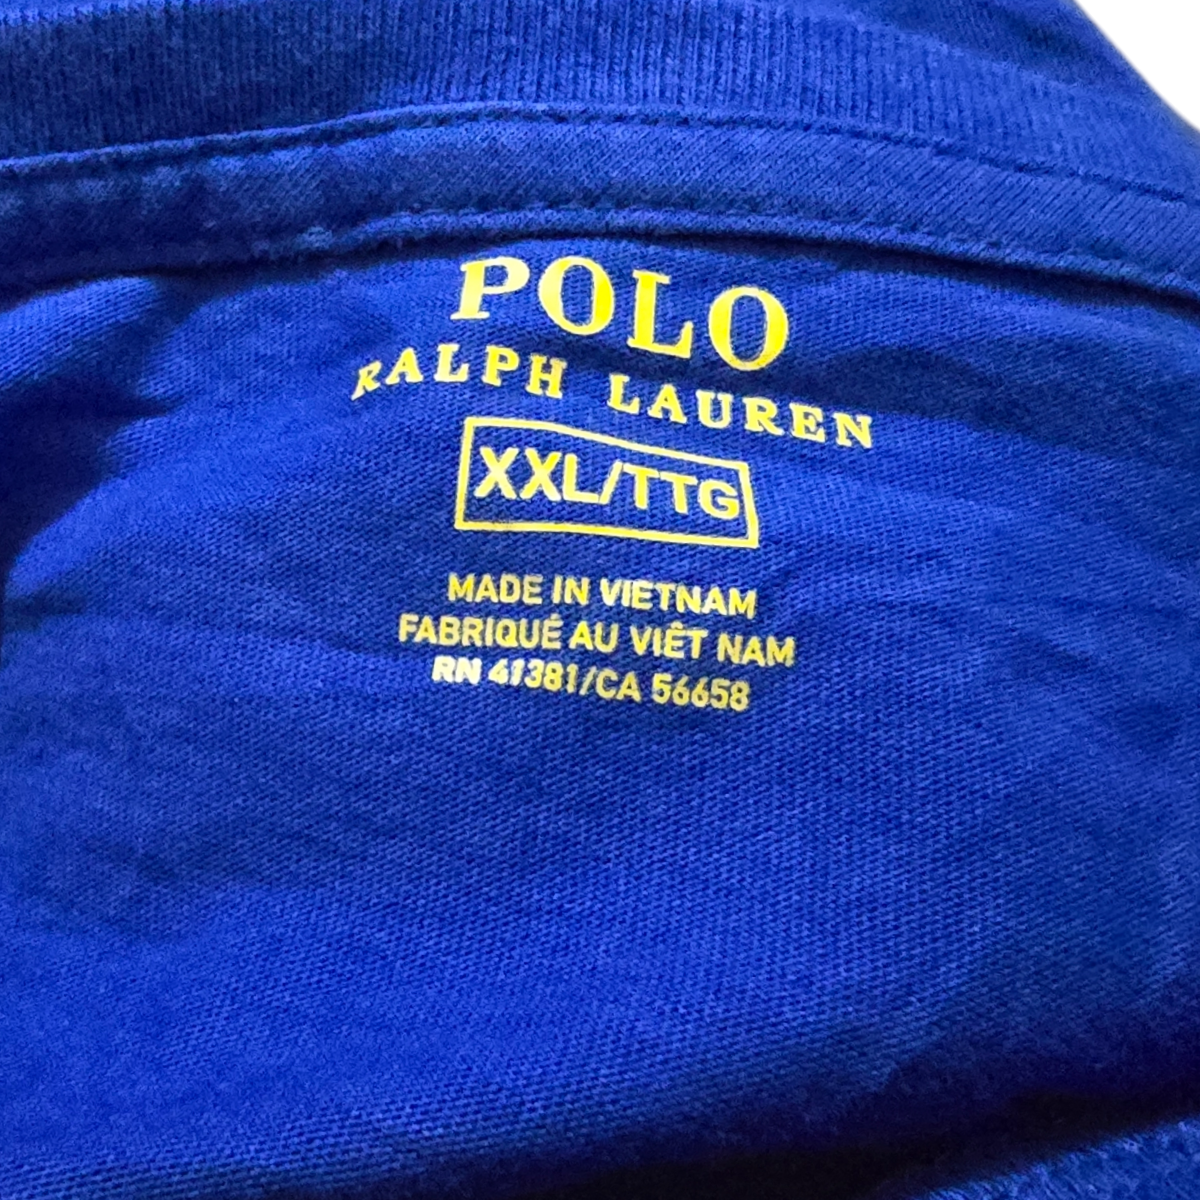 POLO
RALPH LAUREN
XXL/TTG
MADE IN VIETNAM
FABRIQUÉ AU VIÊT NAM
RN 41381/CA 56658